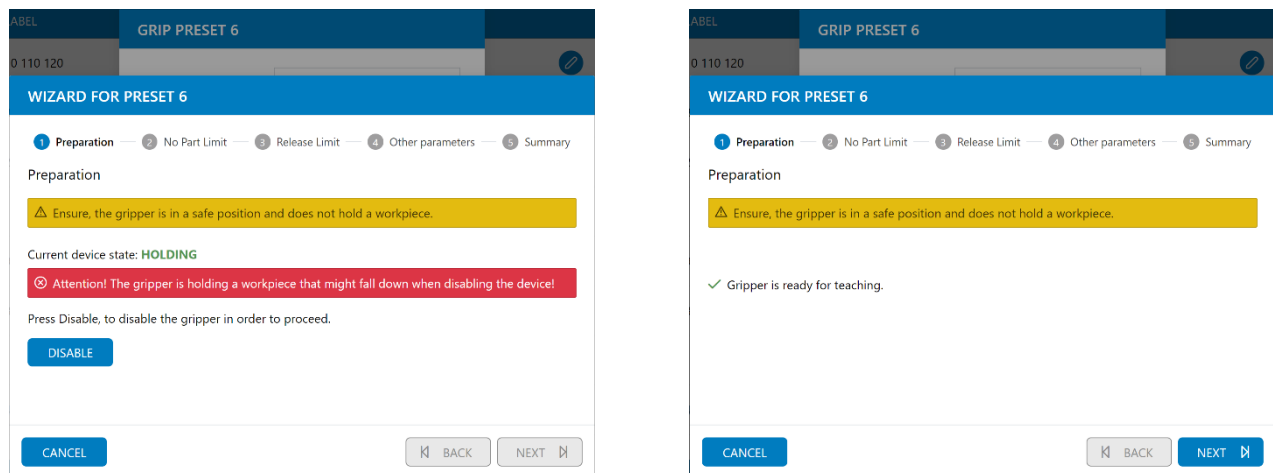 ABEL
GRIP PRESET 6
0 110 120
WIZARD FOR PRESET 6
1 Preparation 2 No Part Limit 3 Release Limit 4 Other parameters 5 Summary
Preparation
Ensure, the gripper is in a safe position and does not hold a workpiece.
Current device state: HOLDING
Attention! The gripper is holding a workpiece that might fall down when disabling the device!
Press Disable, to disable the gripper in order to proceed.
DISABLE
CANCEL
BACK
NEXT
ABEL
GRIP PRESET 6
0 110 120
WIZARD FOR PRESET 6
1 Preparation 2 No Part Limit 3 Release Limit 4 Other parameters 5 Summary
Preparation
Ensure, the gripper is in a safe position and does not hold a workpiece.
Gripper is ready for teaching.
CANCEL
BACK
NEXT